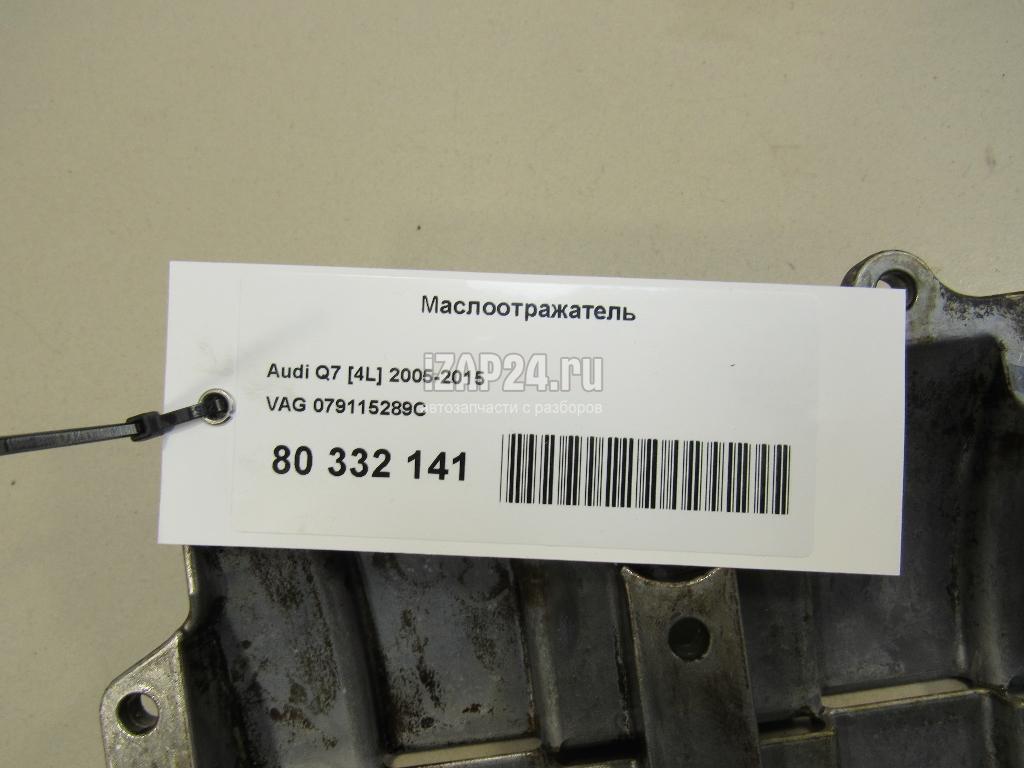 Маслоотражатель
iZAP24.ru
Audi Q7 [4L] 2005-2015
автозапчасти с разборов
VAG 079115289C
80 332 141